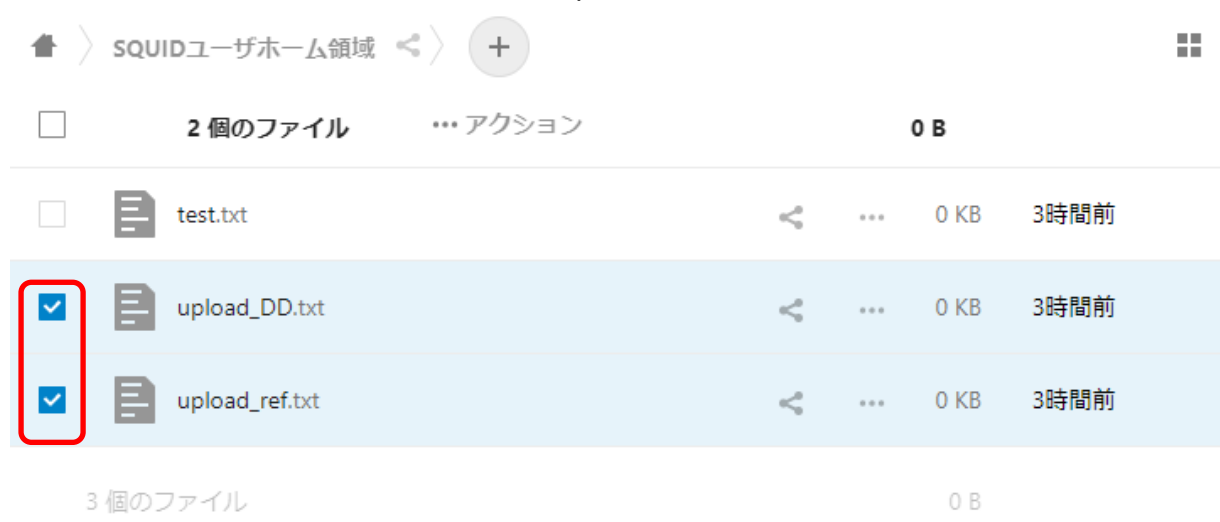 SQUIDユーザホーム領域 +
2 個のファイル ••• アクション 0 B
test.txt ••• 0 KB 3時間前
upload_DD.txt ••• 0 KB 3時間前
upload_ref.txt ••• 0 KB 3時間前
3 個のファイル 0 B